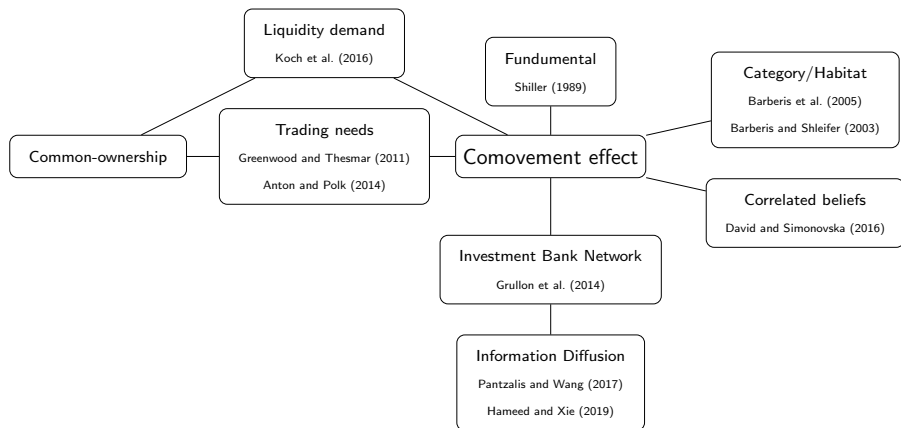 Liquidity demand
Koch et al. (2016)
Fundumental
Shiller (1989)
Category/Habitat
Barberis et al. (2005)
Barberis and Shleifer (2003)
Common-ownership
Trading needs
Greenwood and Thesmar (2011)
Anton and Polk (2014)
Comovement effect
Correlated beliefs
David and Simonovska (2016)
Investment Bank Network
Grullon et al. (2014)
Information Diffusion
Pantzalis and Wang (2017)
Hameed and Xie (2019)